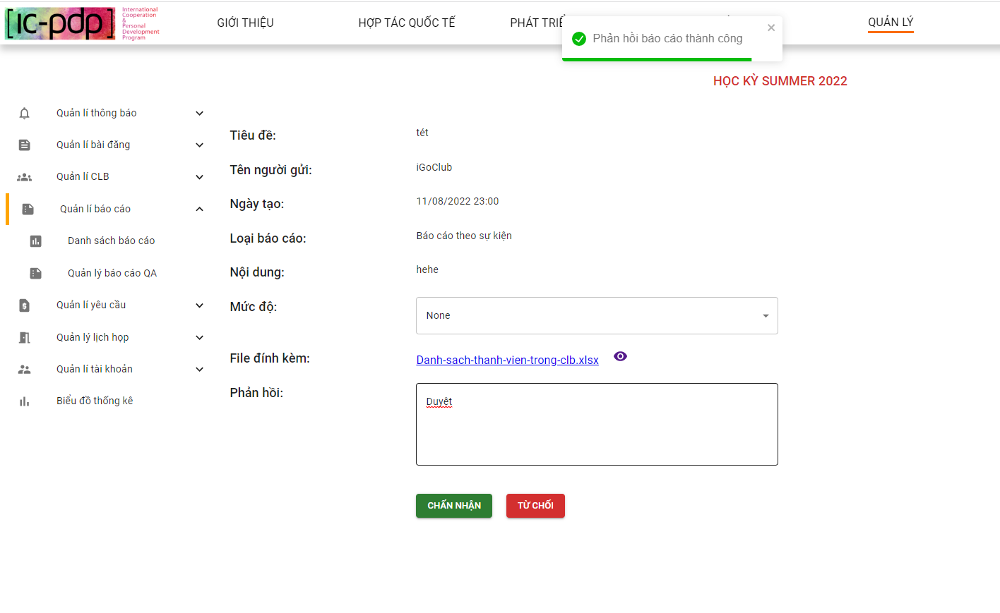 [ic-pdp]
International
Cooperation
&
Personal
Development
Program
GIỚI THIỆU
HỢP TÁC QUỐC TẾ
PHÁT TRIỂ
QUẢN LÝ
Phản hồi báo cáo thành công
HỌC KỲ SUMMER 2022
Quản lí thông báo
Quản lí bài đăng
Quản lí CLB
Quản lí báo cáo
Danh sách báo cáo
Quản lý báo cáo QA
Quản lí yêu cầu
Quản lý lịch họp
Quản lí tài khoản
Biểu đồ thống kê
Tiêu đề:
tét
Tên người gửi:
iGoClub
Ngày tạo:
11/08/2022 23:00
Loại báo cáo:
Báo cáo theo sự kiện
Nội dung:
hehe
Mức độ:
None
File đính kèm:
Danh-sach-thanh-vien-trong-clb.xlsx
Phản hồi:
Duyệt
CHẤN NHẬN
TỪ CHỐI